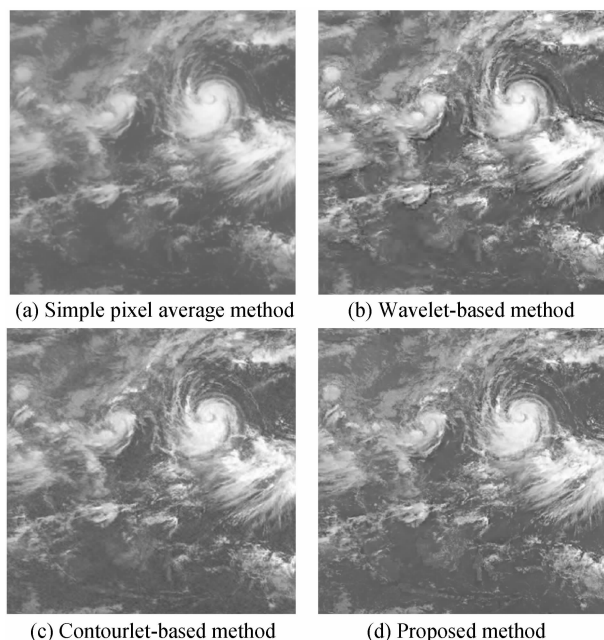 (a) Simple pixel average method
(b) Wavelet-based method
(c) Contourlet-based method
(d) Proposed method